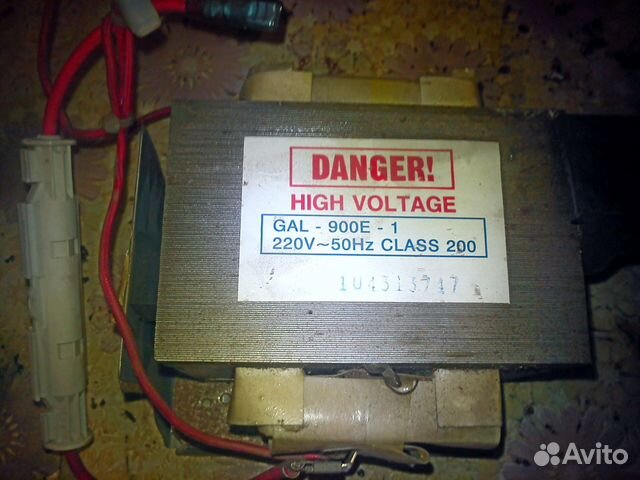 DANGER!
HIGH VOLTAGE
GAL - 900E - 1
220V~50Hz CLASS 200
104313747
Avito